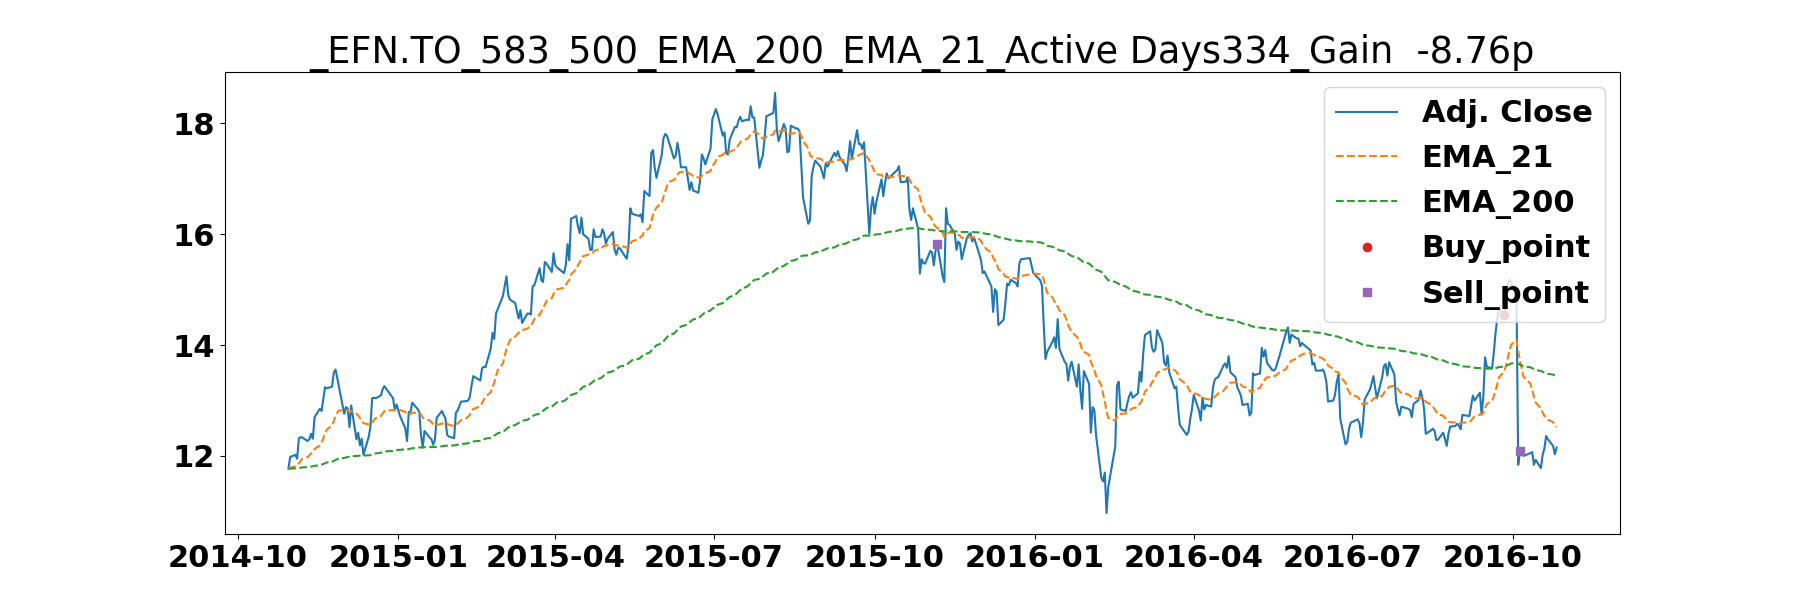 _EFN.TO_583_500_EMA_200_EMA_21_Active Days334_Gain  -8.76p
18
16
14
12
Adj. Close
EMA_21
EMA_200
Buy_point
Sell_point
2014-10 2015-01 2015-04 2015-07 2015-10 2016-01 2016-04 2016-07 2016-10